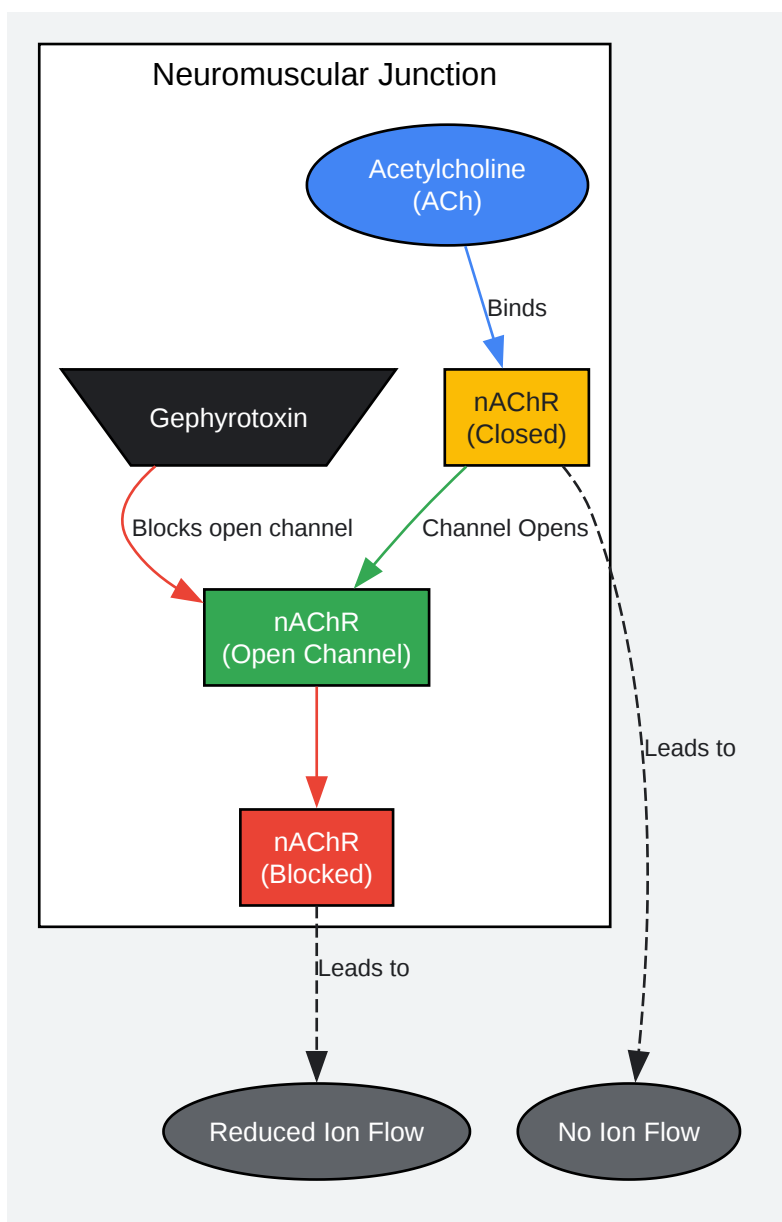 Neuromuscular Junction
Acetylcholine
(ACh)
Binds
Gephyrotoxin
nAChR
(Closed)
Blocks open channel
Channel Opens
nAChR
(Open Channel)
Leads to
nAChR
(Blocked)
Leads to
Reduced Ion Flow
No Ion Flow